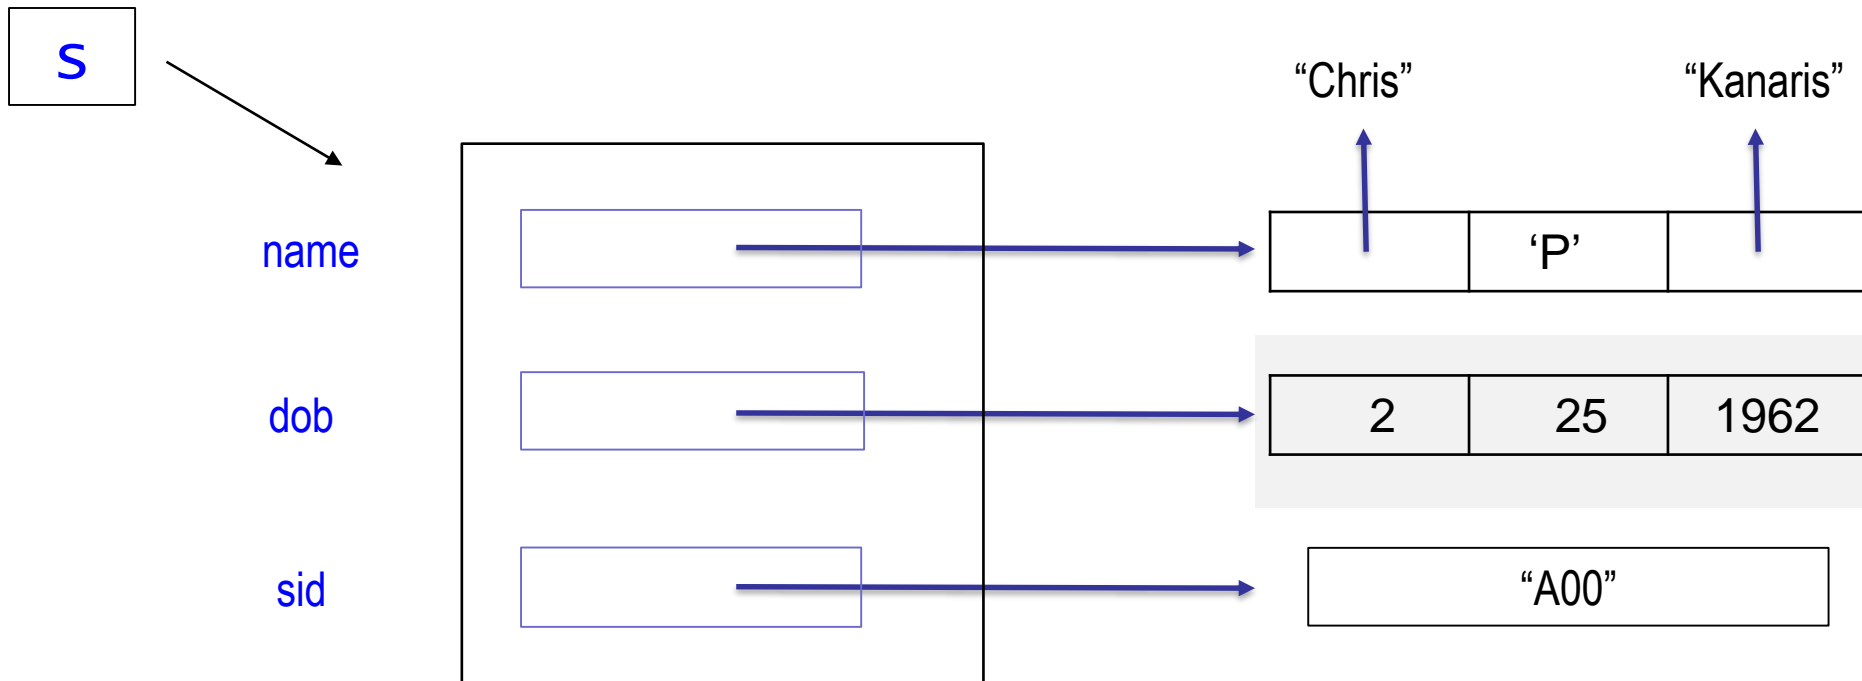 s
“Chris” “Kanaris”
name ‘P’
dob 2 25 1962
sid “A00”